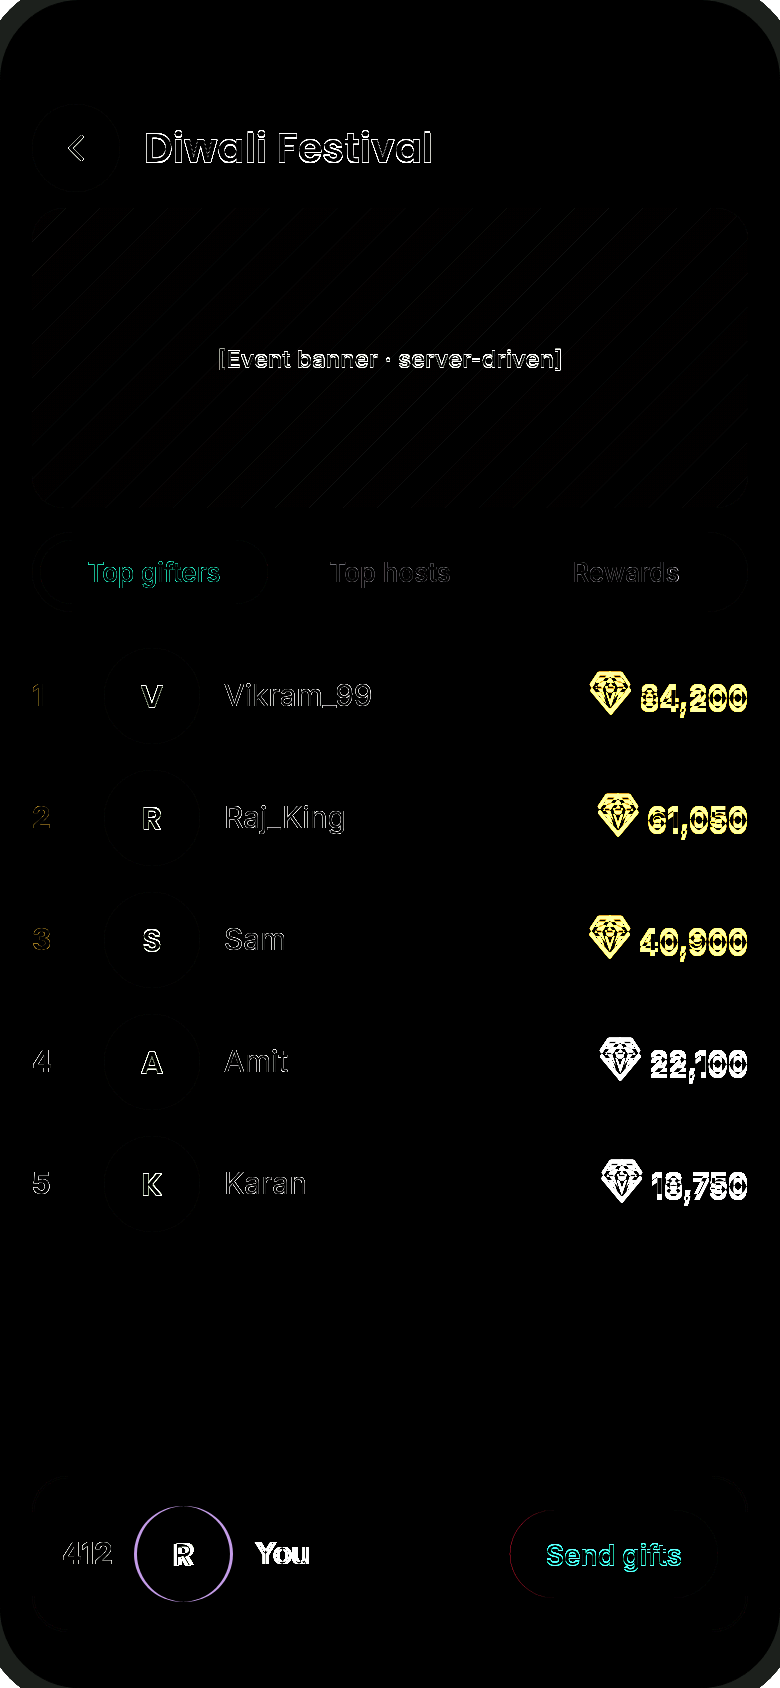 Diwali Festival
[Event banner · server-driven]
Top gifters Top hosts Rewards
1 V Vikram_99 84,200
2 R Raj_King 61,050
3 S Sam 40,900
4 A Amit 22,100
5 K Karan 18,750
412 R You Send gifts